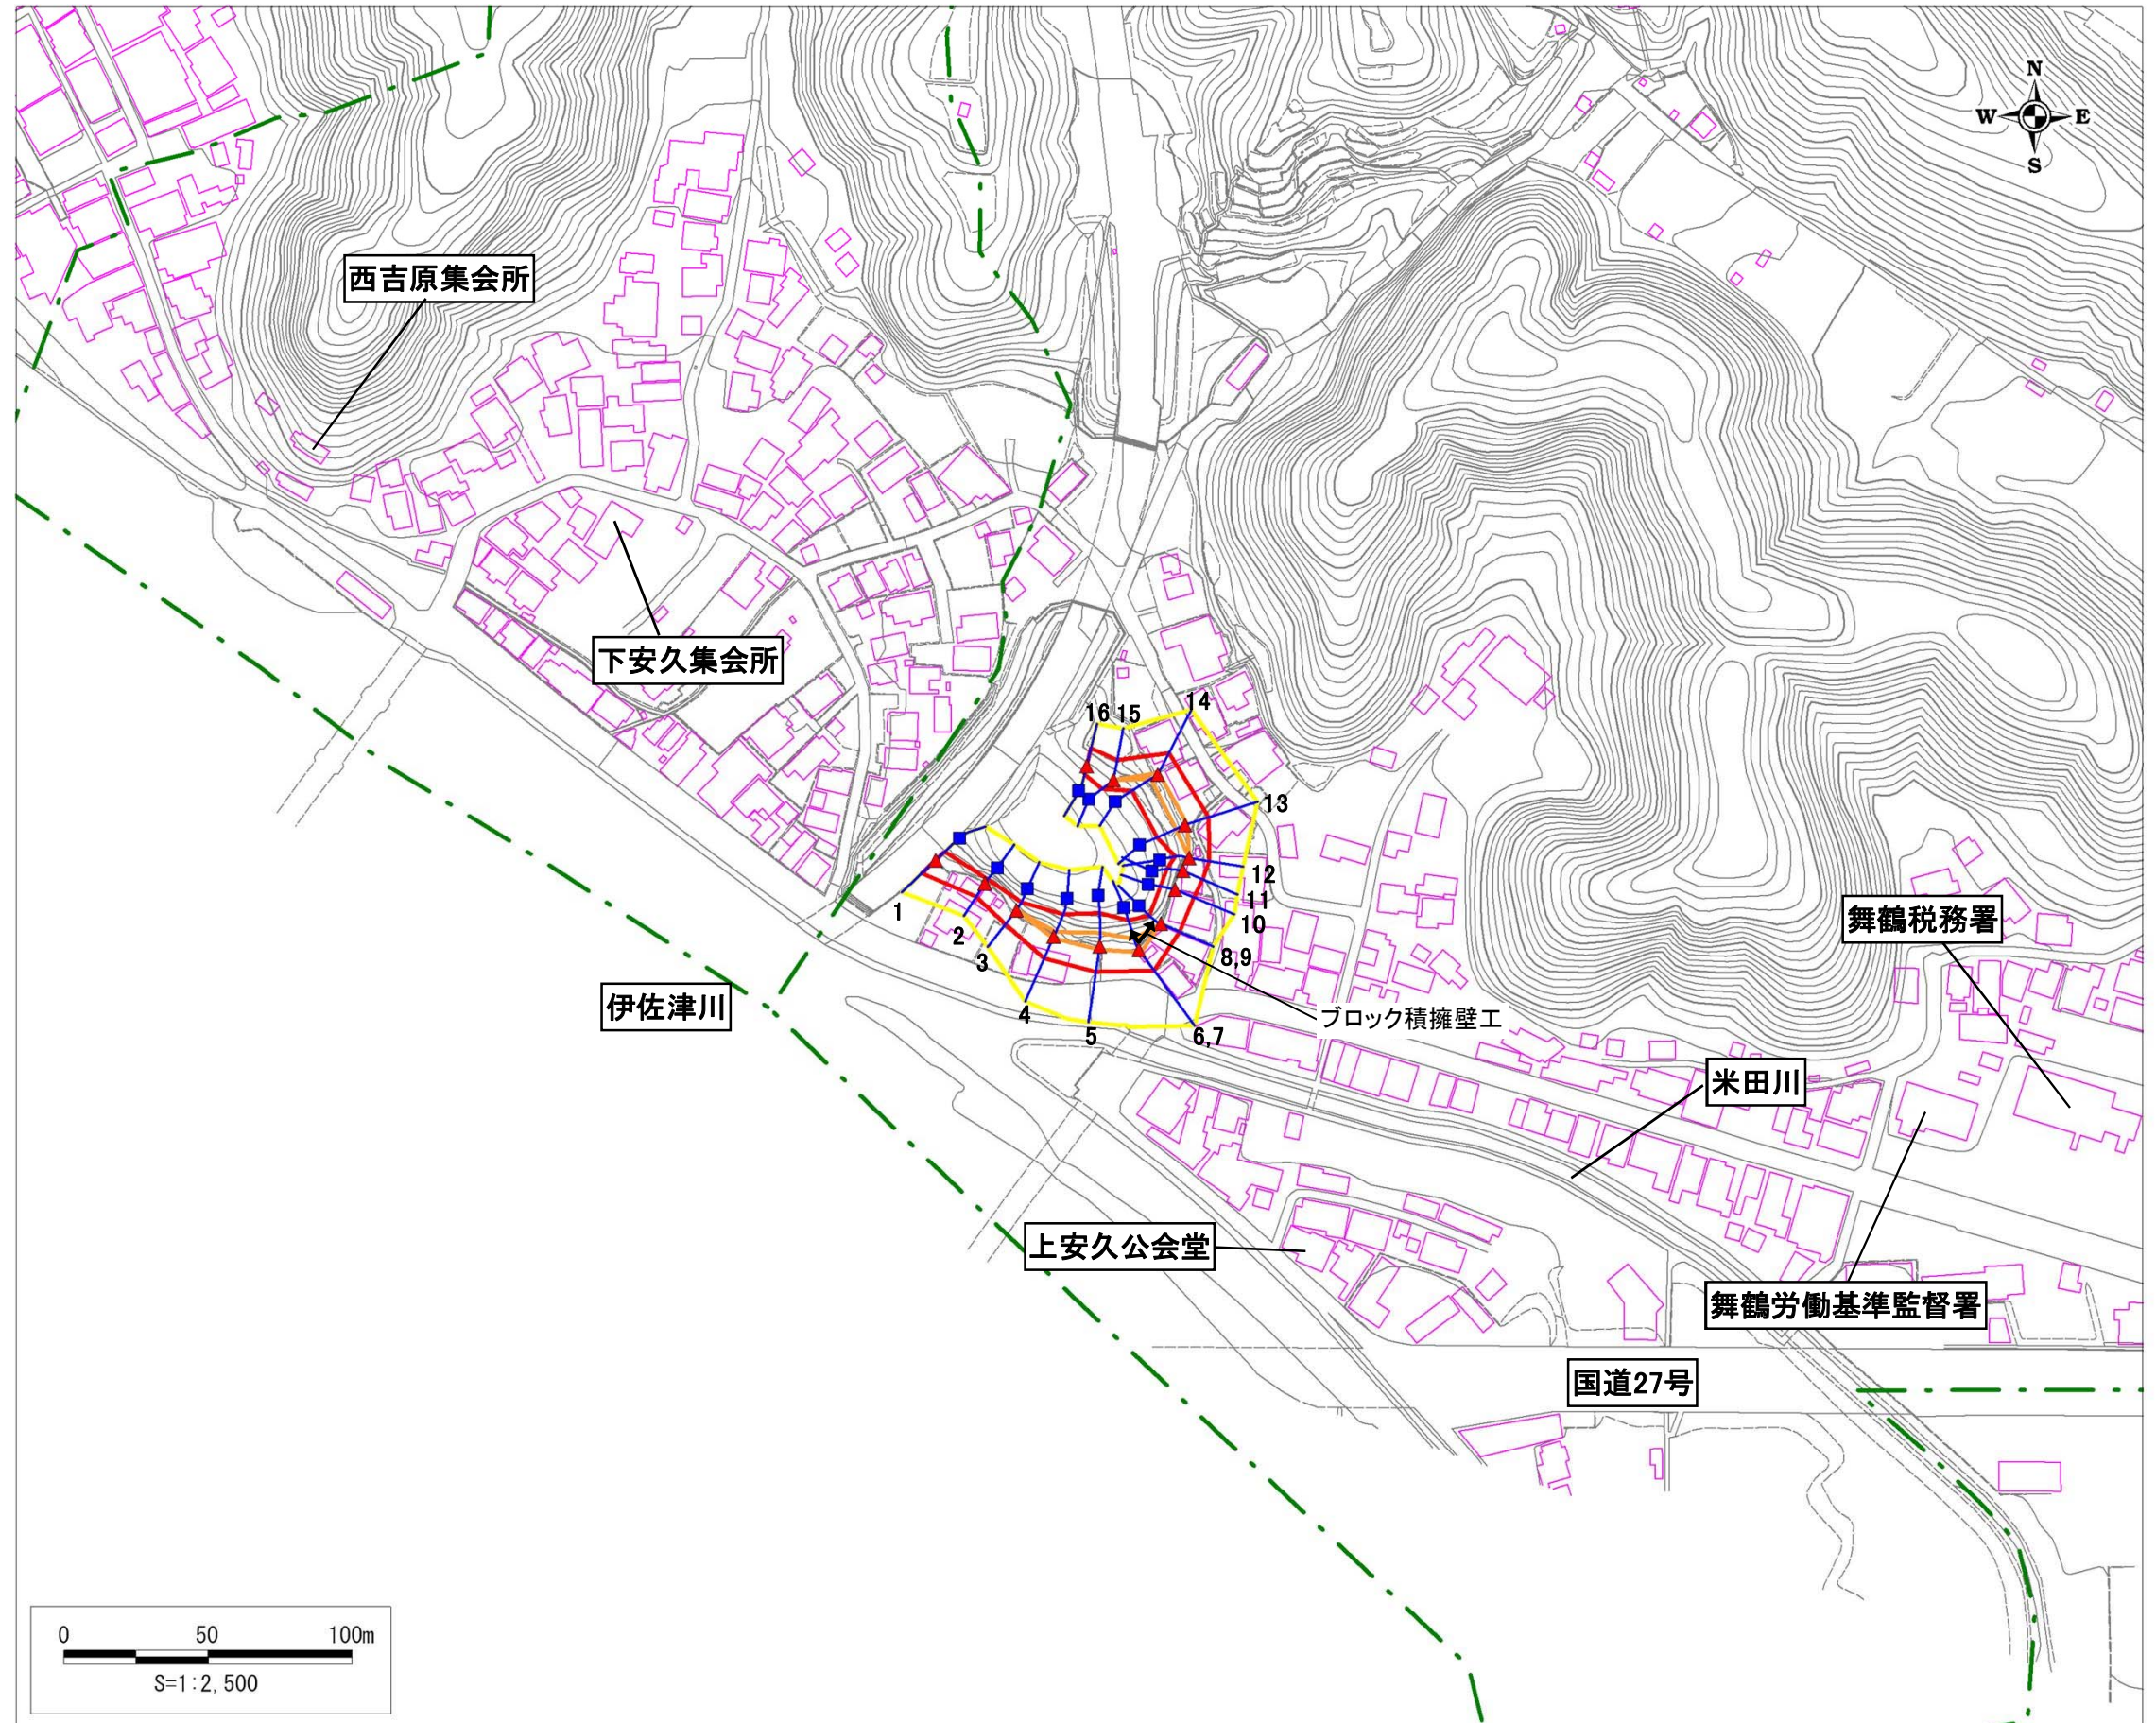 N
W E
S
西吉原集会所
下安久集会所
16 15
14
13
12
11
10
8,9
6,7
5
4
3
2
1
ブロック積擁壁工
伊佐津川
舞鶴税務署
米田川
上安久公会堂
舞鶴労働基準監督署
国道27号
0 50 100m
S=1:2,500